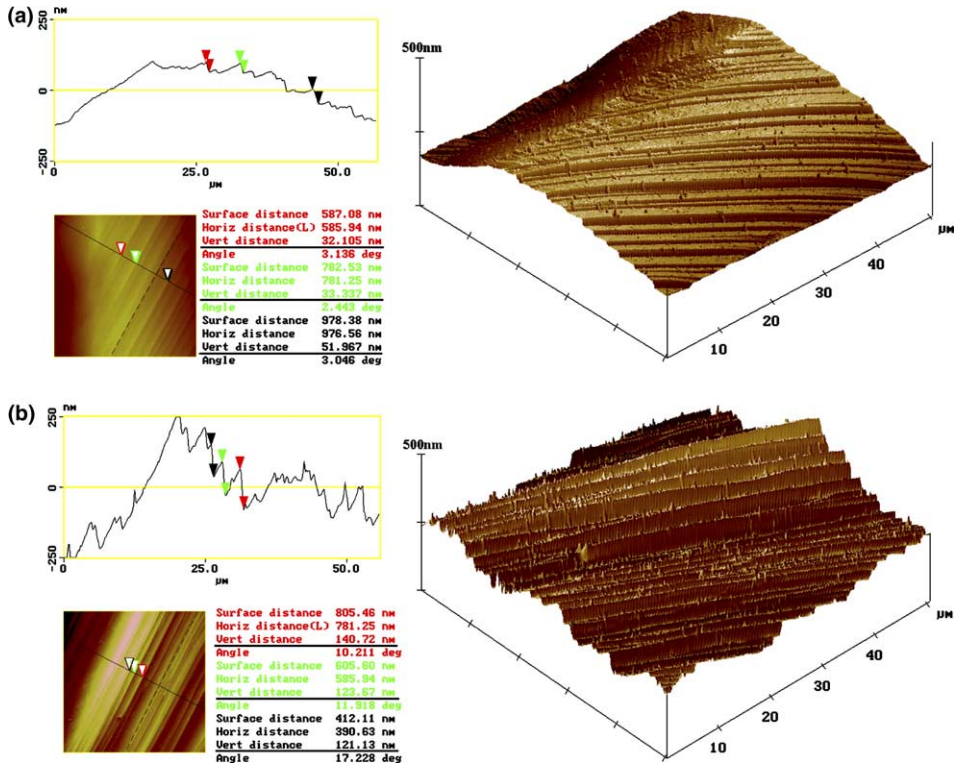 (a)
nm
250
0
-250
0
25.0
50.0
µM
Surface distance 587.08 nm
Horiz distance(L) 585.94 nm
Vert distance 32.105 nm
Angle 3.136 deg
Surface distance 782.53 nm
Horiz distance 781.25 nm
Vert distance 33.337 nm
Angle 2.443 deg
Surface distance 978.38 nm
Horiz distance 976.56 nm
Vert distance 51.967 nm
Angle 3.046 deg
500nm
10
20
30
40
µM
(b)
nm
250
0
-250
0
25.0
50.0
µM
Surface distance 805.46 nm
Horiz distance(L) 781.25 nm
Vert distance 140.72 nm
Angle 10.211 deg
Surface distance 605.60 nm
Horiz distance 585.94 nm
Vert distance 123.67 nm
Angle 11.918 deg
Surface distance 412.11 nm
Horiz distance 390.63 nm
Vert distance 121.13 nm
Angle 17.228 deg
500nm
10
20
30
40
µM